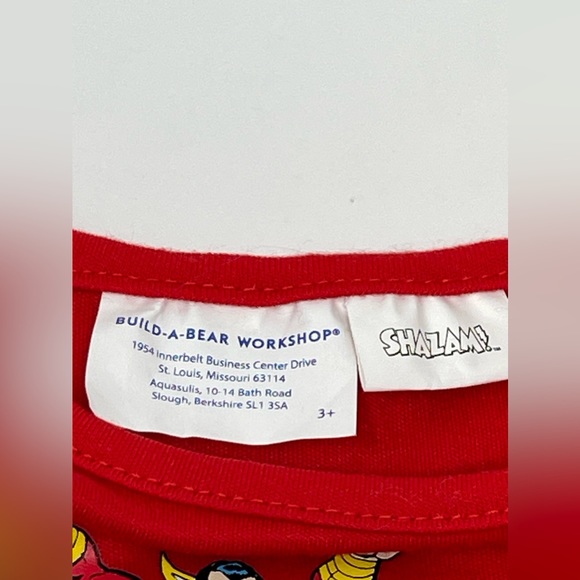 BUILD-A-BEAR WORKSHOP®
1954 Innerbelt Business Center Drive
St. Louis, Missouri 63114
Aquasulis, 10-14 Bath Road
Slough, Berkshire SL1 3SA
3+
SHAZAM!™